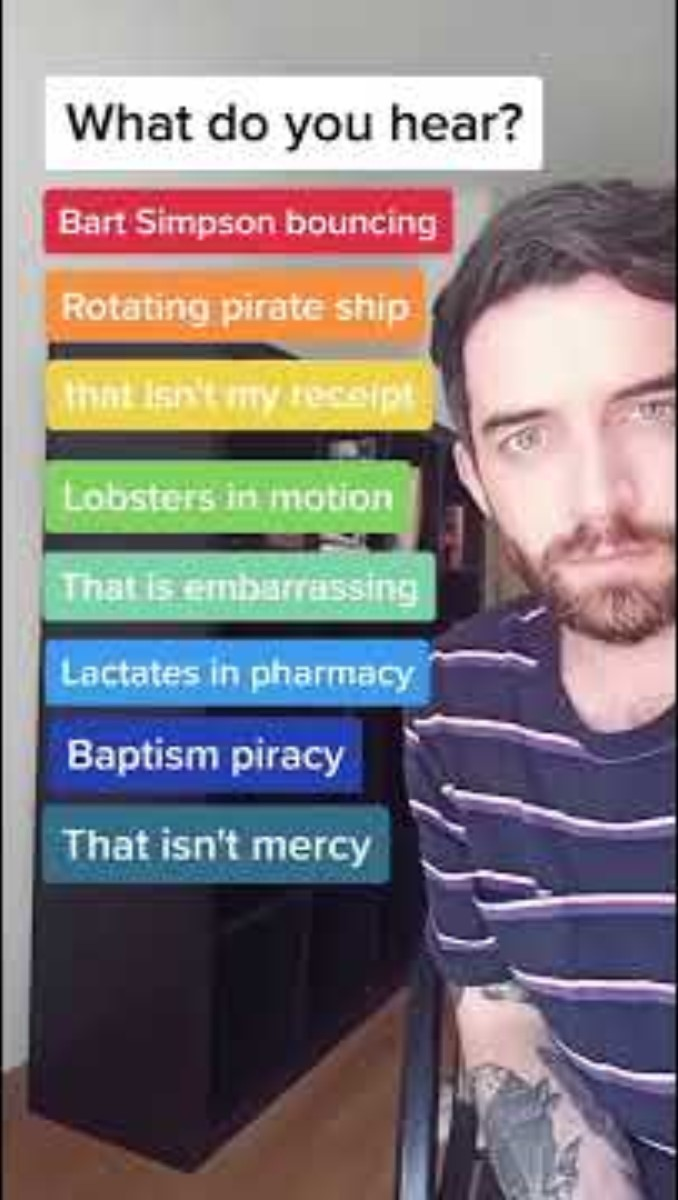 What do you hear?
Bart Simpson bouncing
Rotating pirate ship
that isn't my receipt
Lobsters in motion
That is embarrassing
Lactates in pharmacy
Baptism piracy
That isn't mercy